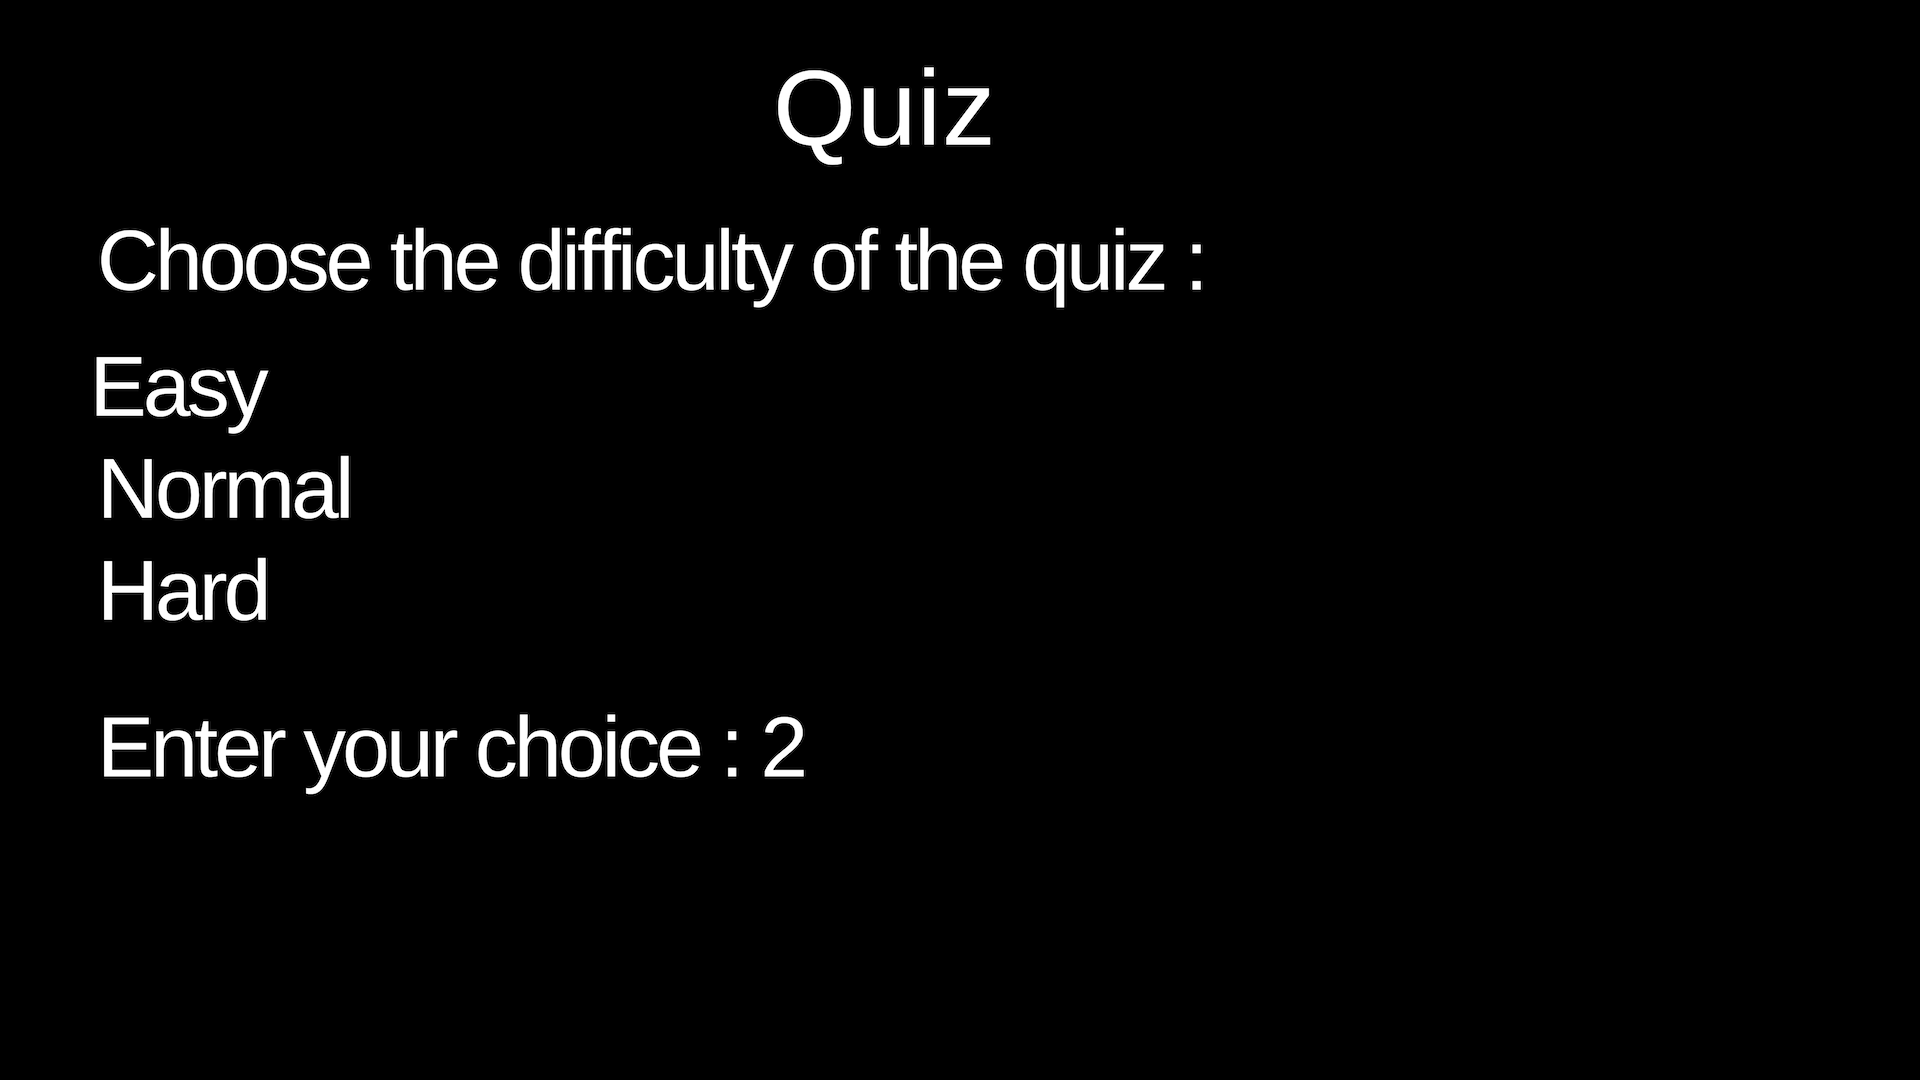 Quiz
Choose the difficulty of the quiz :
Easy
Normal
Hard
Enter your choice : 2